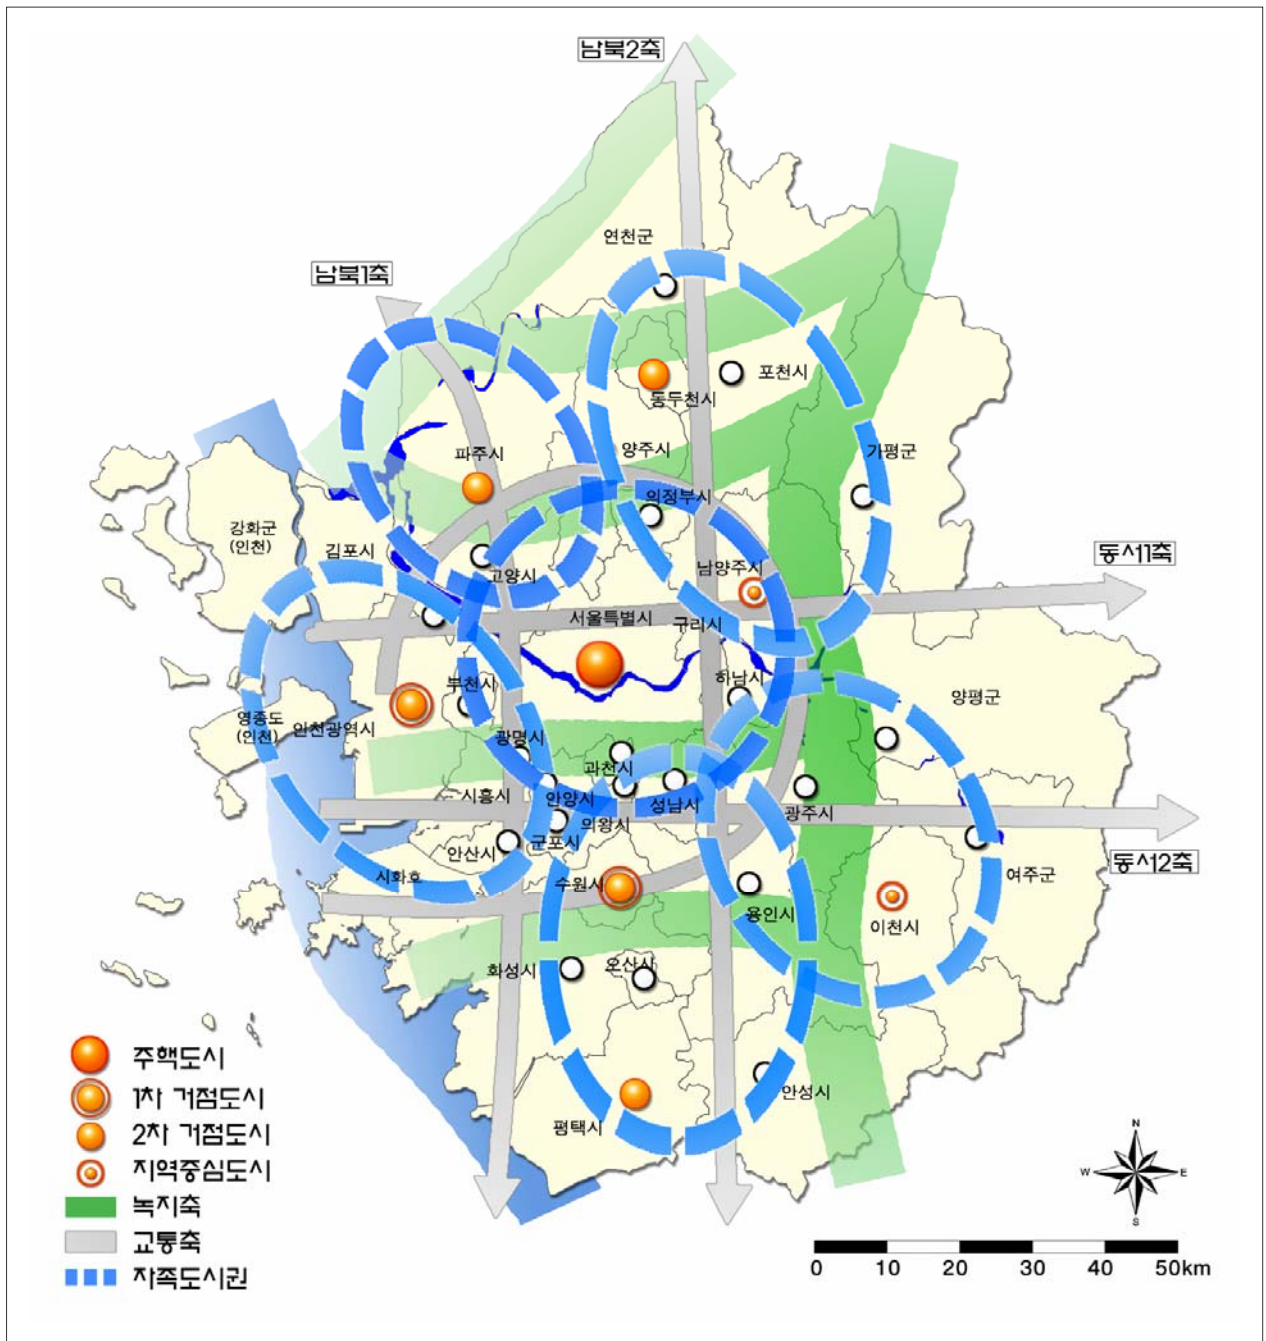 남북2축
연천군
남북1축
포천시
동두천시
가평군
양주시
파주시
의정부시
강화군
(인천)
김포시
동서1축
남양주시
고양시
서울특별시
구리시
하남시
부천시
양평군
영종도
(인천)
인천광역시
광명시
과천시
시흥시
안양시
성남시
광주시
의왕시
군포시
안산시
동서2축
시화호
수원시
여주군
용인시
이천시
화성시
오산시
안성시
평택시
주핵도시
1차 거점도시
2차 거점도시
지역중심도시
녹지축
교통축
자족도시권
N
W E
S
0 10 20 30 40 50km